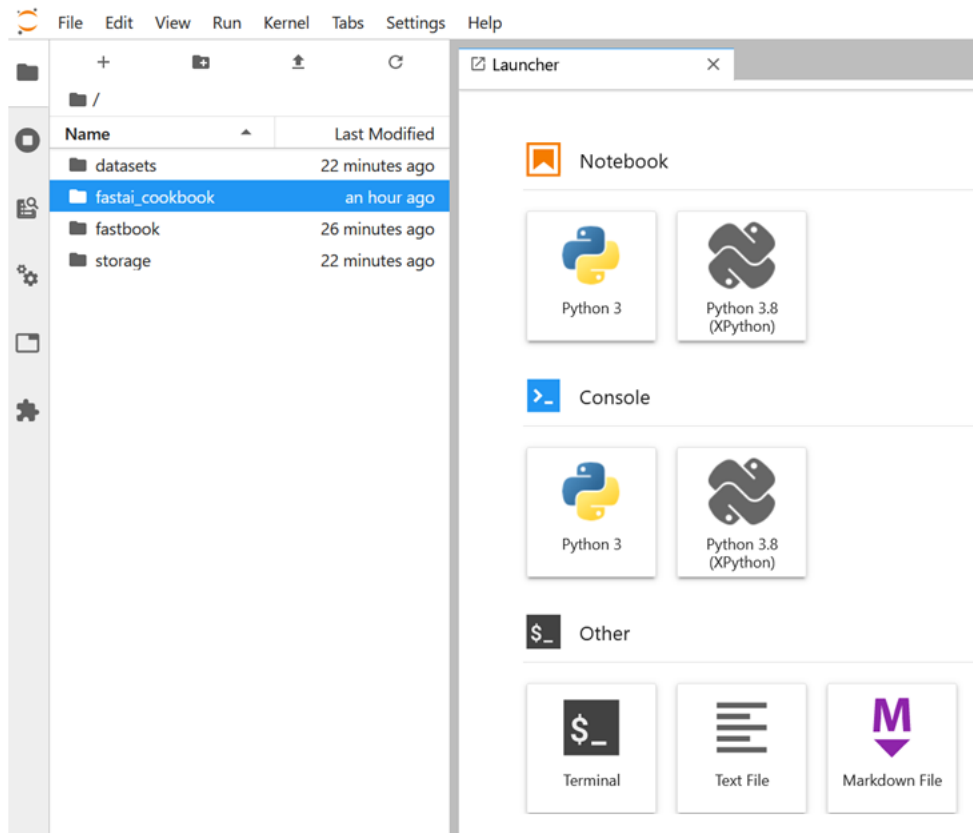 File Edit View Run Kernel Tabs Settings Help
+
/
Name Last Modified
datasets 22 minutes ago
fastai_cookbook an hour ago
fastbook 26 minutes ago
storage 22 minutes ago
Launcher
Notebook
Python 3
Python 3.8
(XPython)
Console
Python 3
Python 3.8
(XPython)
$_ Other
$_
Terminal
Text File
M
Markdown File